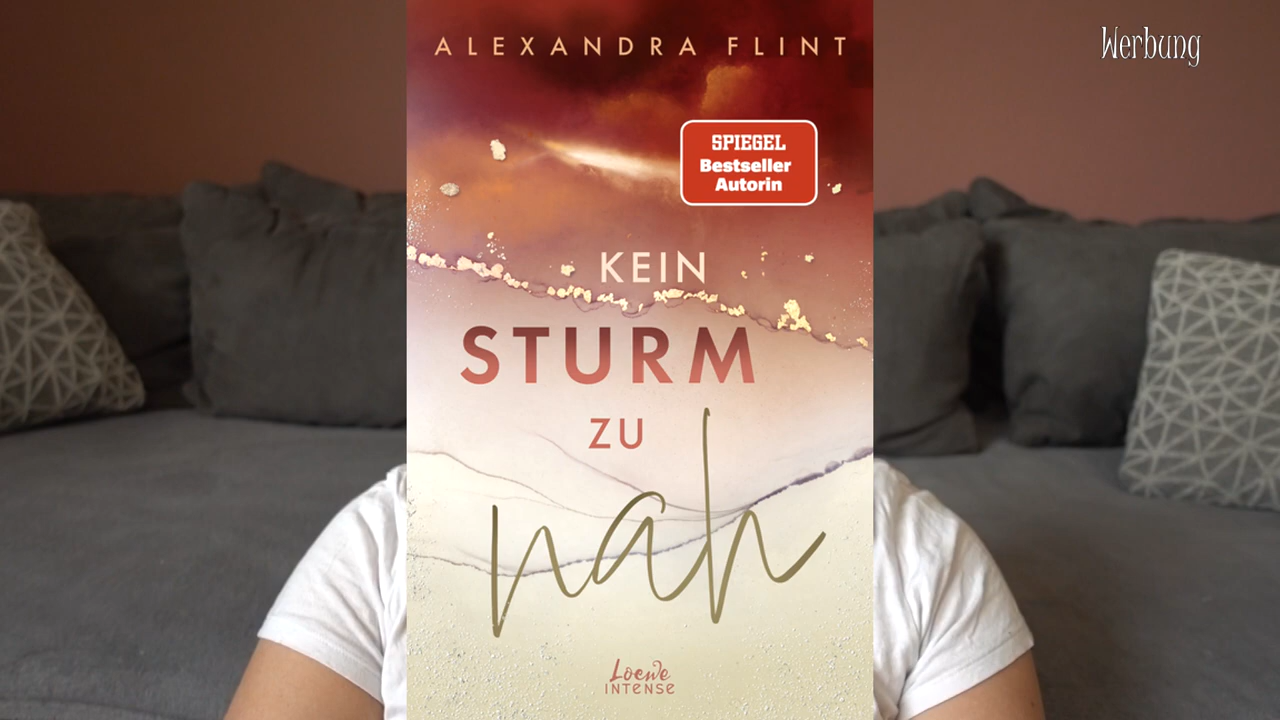 Werbung
ALEXANDRA FLINT
SPIEGEL
Bestseller
Autorin
KEIN
STURM
ZU
nah
Loewe
INTENSE